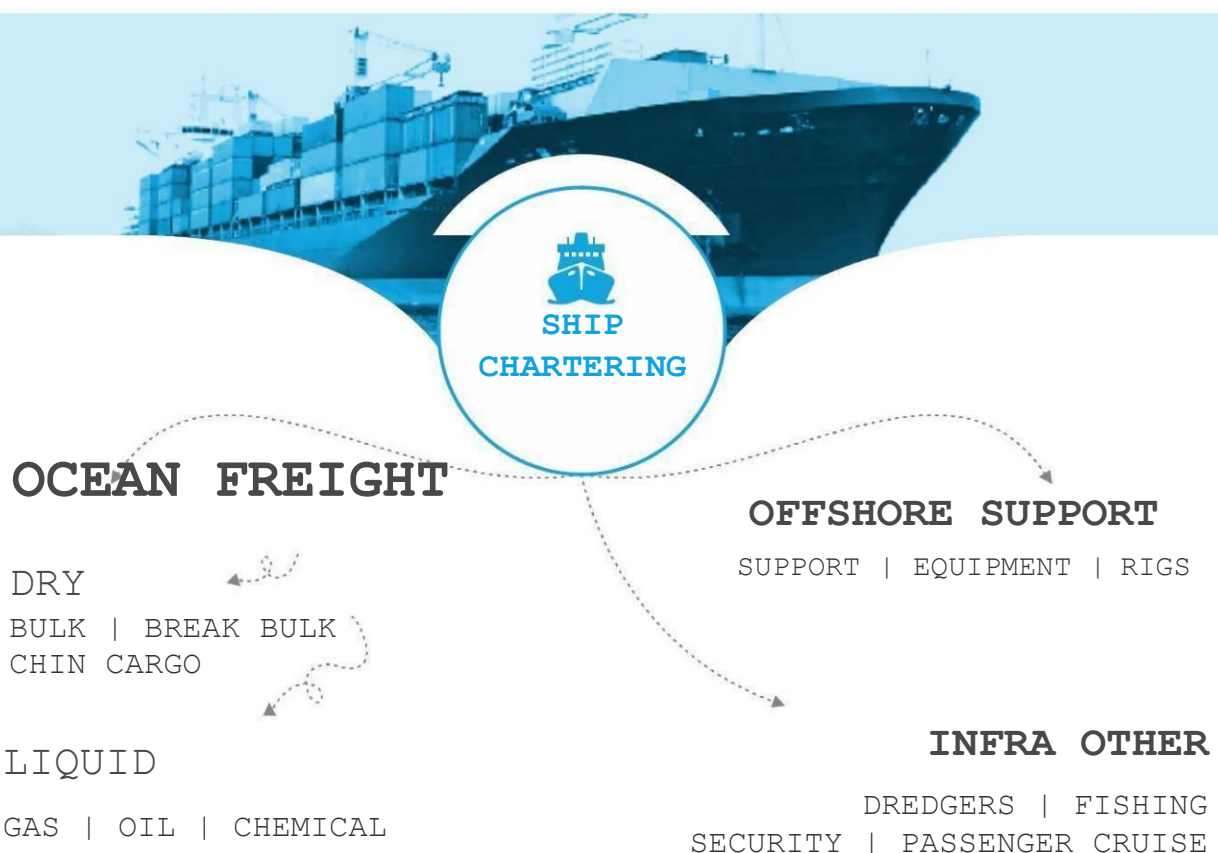 SHIP
CHARTERING
OCEAN FREIGHT
DRY
BULK | BREAK BULK
CHIN CARGO
LIQUID
GAS | OIL | CHEMICAL
OFFSHORE SUPPORT
SUPPORT | EQUIPMENT | RIGS
INFRA OTHER
DREDGERS | FISHING
SECURITY | PASSENGER CRUISE